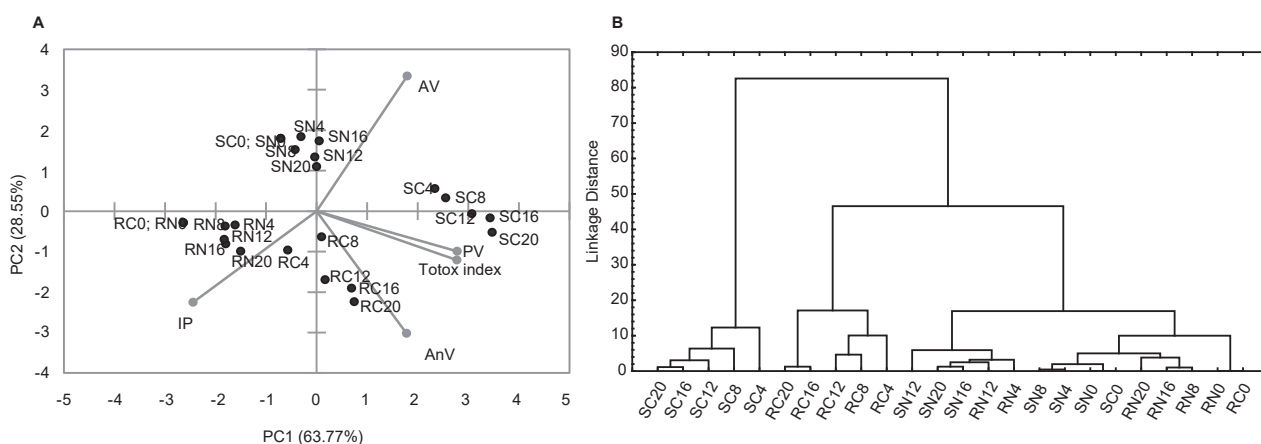 A
B
4
3
2
1
0
-1
-2
-3
-4
PC2 (28.55%)
AV
SN4
SN16
SC0; SN0
SN8
SN12
SN20
SC4
SC8
SC12
SC16
SC20
RC0; RN0
RN8
RN4
RN12
RN16
RN20
RC4
RC8
PV
Totox index
RC12
RC16
RC20
IP
AnV
-5 -4 -3 -2 -1 0 1 2 3 4 5
PC1 (63.77%)
90
80
70
60
50
40
30
20
10
0
Linkage Distance
SC20 SC16 SC12 SC8 SC4 RC20 RC16 RC12 RC8 RC4 SN12 SN20 SN16 RN12 RN4 SN8 SN4 SN0 SC0 RN20 RN16 RN8 RN0 RC0